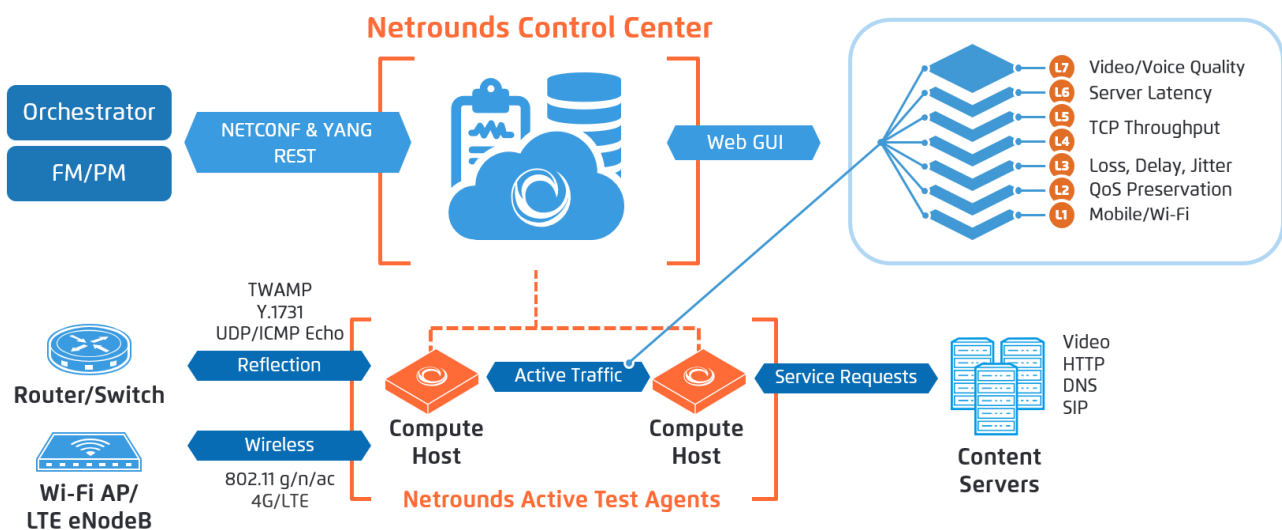 Netrounds Control Center
Orchestrator
FM/PM
NETCONF & YANG
REST
Web GUI
L7 Video/Voice Quality
L6 Server Latency
L5
TCP Throughput
L4
L3 Loss, Delay, Jitter
L2 QoS Preservation
L1 Mobile/Wi-Fi
TWAMP
Y.1731
UDP/ICMP Echo
Reflection
Router/Switch
Wireless
802.11 g/n/ac
4G/LTE
Wi-Fi AP/
LTE eNodeB
Active Traffic
Compute
Host
Compute
Host
Netrounds Active Test Agents
Service Requests
Video
HTTP
DNS
SIP
Content
Servers